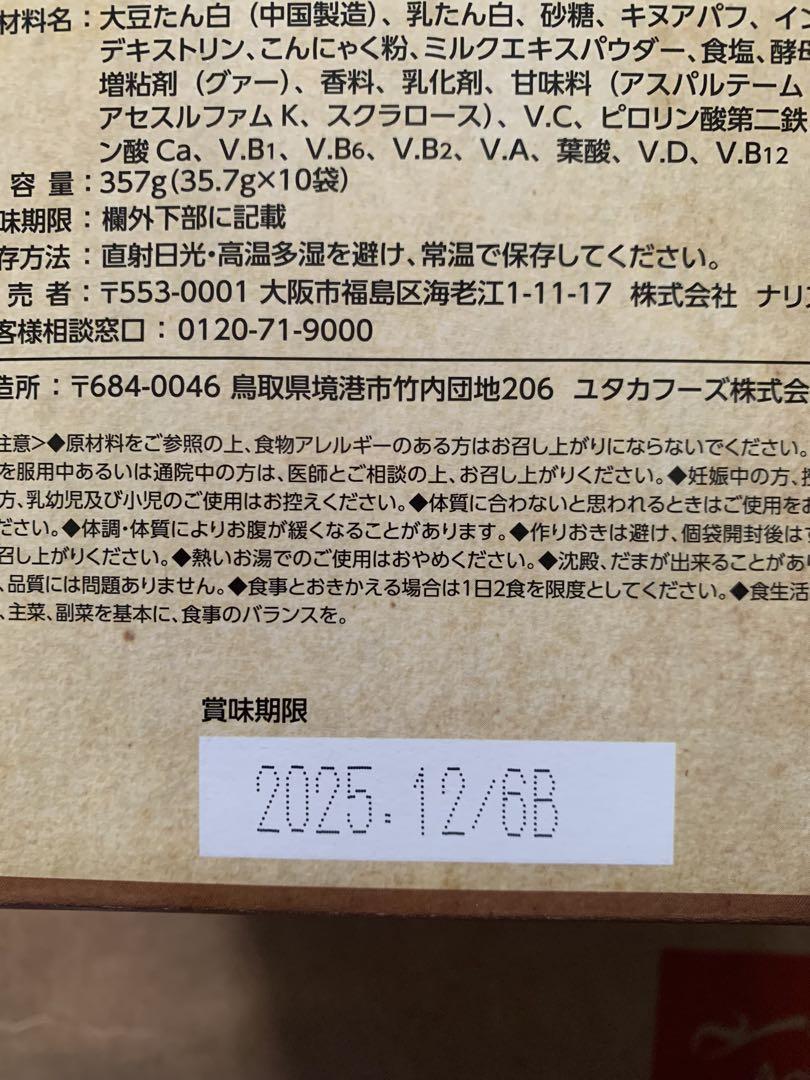 材料名：大豆たん白（中国製造）、乳たん白、砂糖、キヌアパフ、イ
デキストリン、こんにゃく粉、ミルクエキスパウダー、食塩、酵母
増粘剤（グァー）、香料、乳化剤、甘味料（アスパルテーム
アセスルファムK、スクラロース）、V.C、ピロリン酸第二鉄
ン酸Ca、V.B1、V.B6、V.B2、V.A、葉酸、V.D、V.B12
容量：357g(35.7g×10袋)
味期限：欄外下部に記載
存方法：直射日光・高温多湿を避け、常温で保存してください。
売者：〒553-0001 大阪市福島区海老江1-11-17 株式会社 ナリ
客様相談窓口：0120-71-9000
造所：〒684-0046 鳥取県境港市竹内団地206 ユタカフーズ株式会
注意>◆原材料をご参照の上、食物アレルギーのある方はお召し上がりにならないでください。
を服用中あるいは通院中の方は、医師とご相談の上、お召し上がりください。◆妊娠中の方、授
方、乳幼児及び小児のご使用はお控えください。◆体質に合わないと思われるときはご使用をお
ださい。◆体調・体質によりお腹が緩くなることがあります。◆作りおきは避け、個袋開封後はす
召し上がりください。◆熱いお湯でのご使用はおやめください。◆沈殿、だまが出来ることがあり
、品質には問題ありません。◆食事とおきかえる場合は1日2食を限度としてください。◆食生活
、主菜、副菜を基本に、食事のバランスを。
賞味期限
2025.12/6B